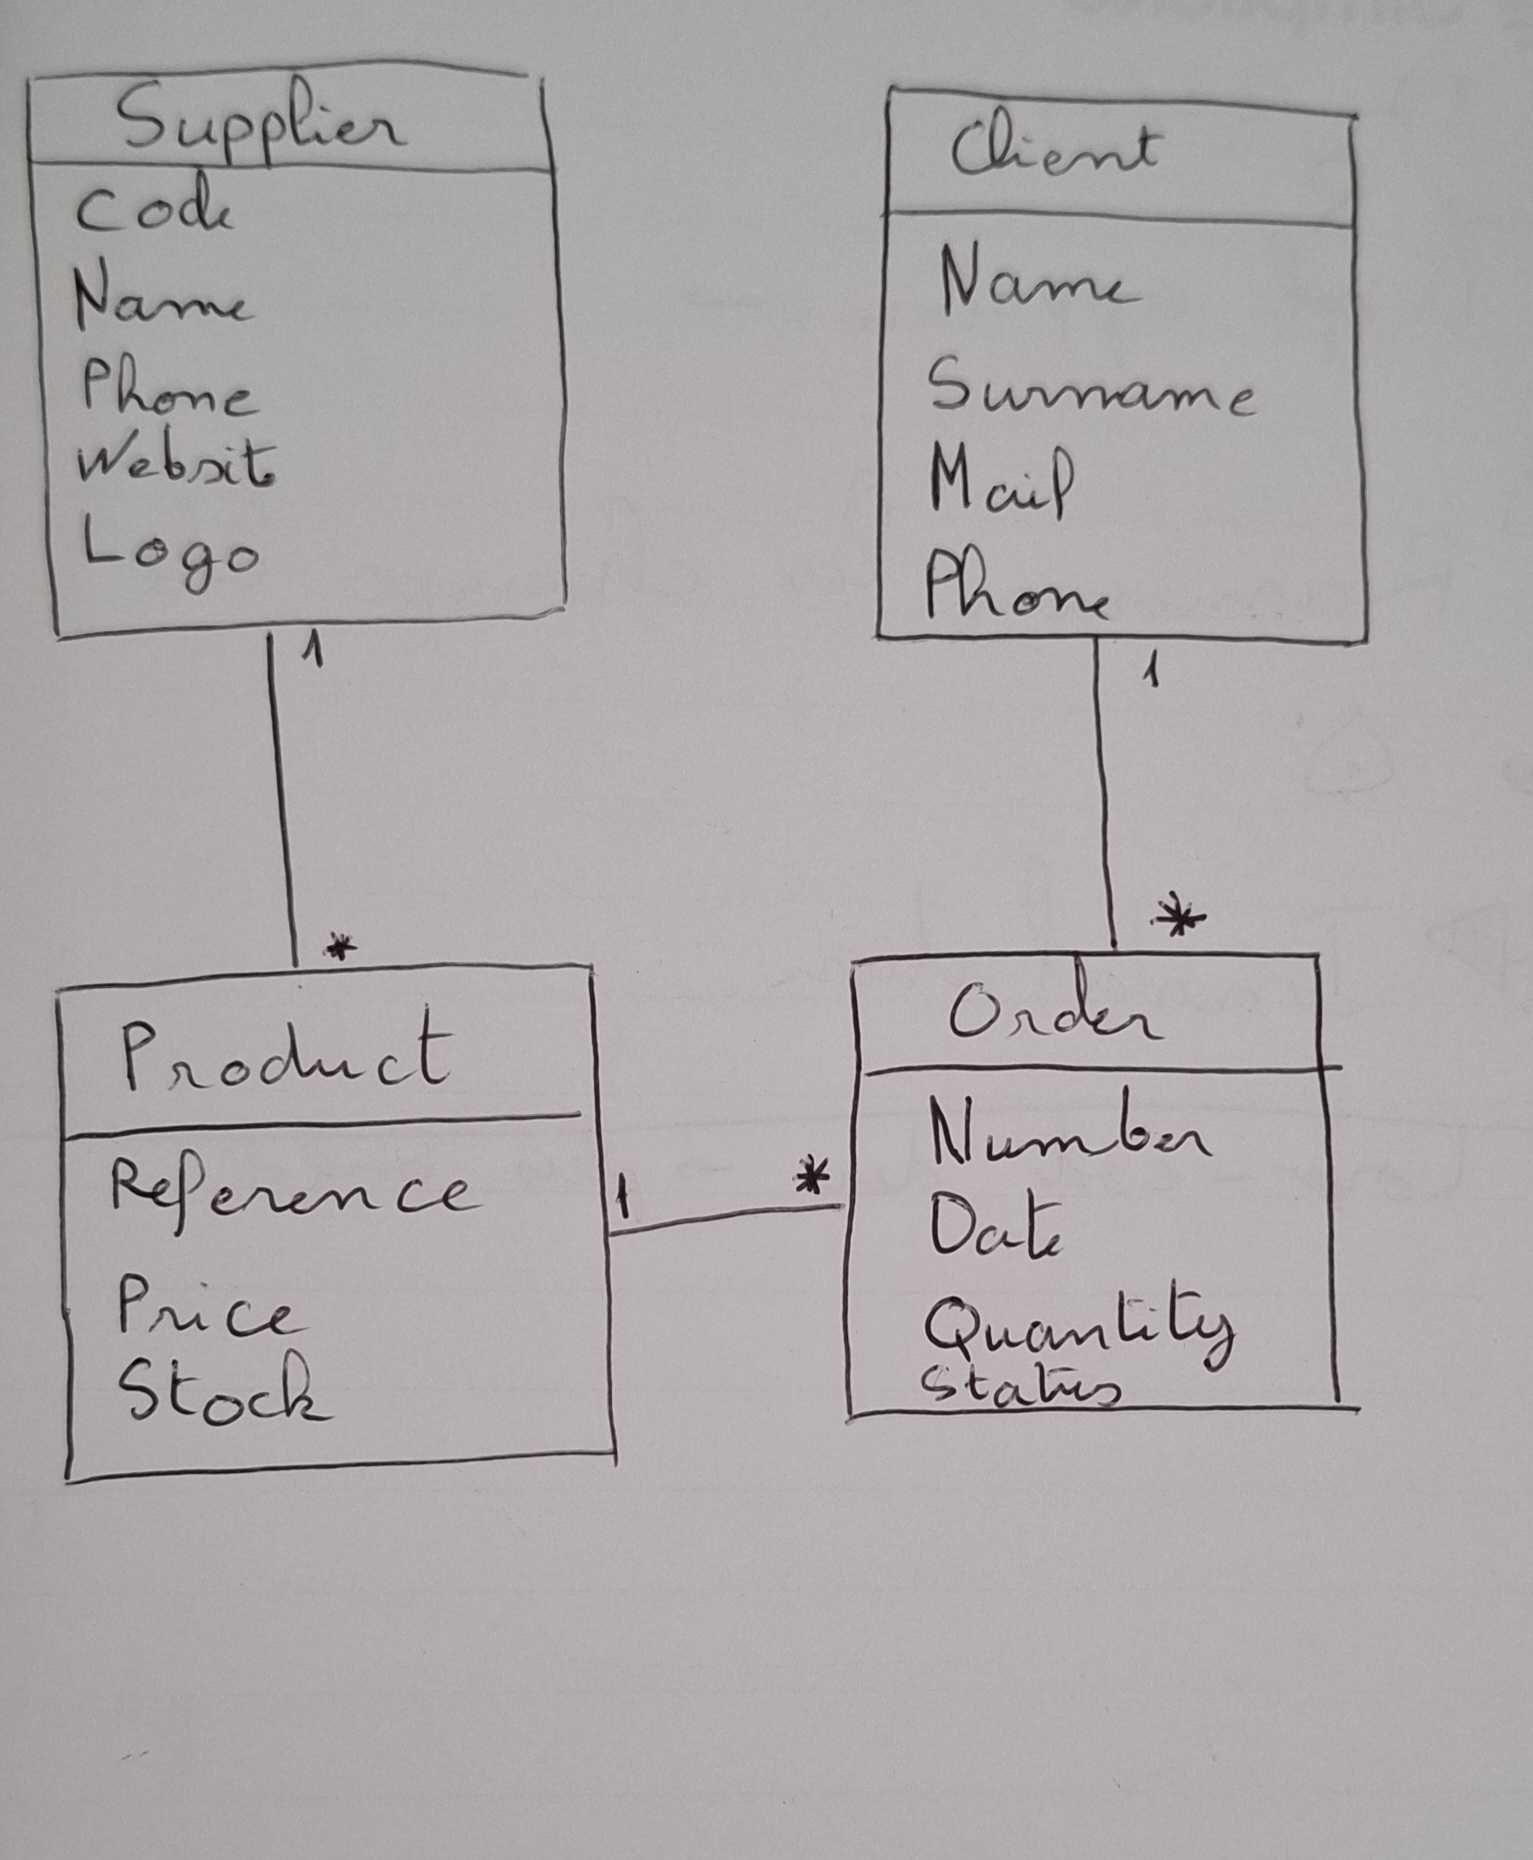 Supplier
Code
Name
Phone
Website
Logo
1
*
Client
Name
Surname
Mail
Phone
1
*
Product
Reference
Price
Stock
1
*
Order
Number
Date
Quantity
Status